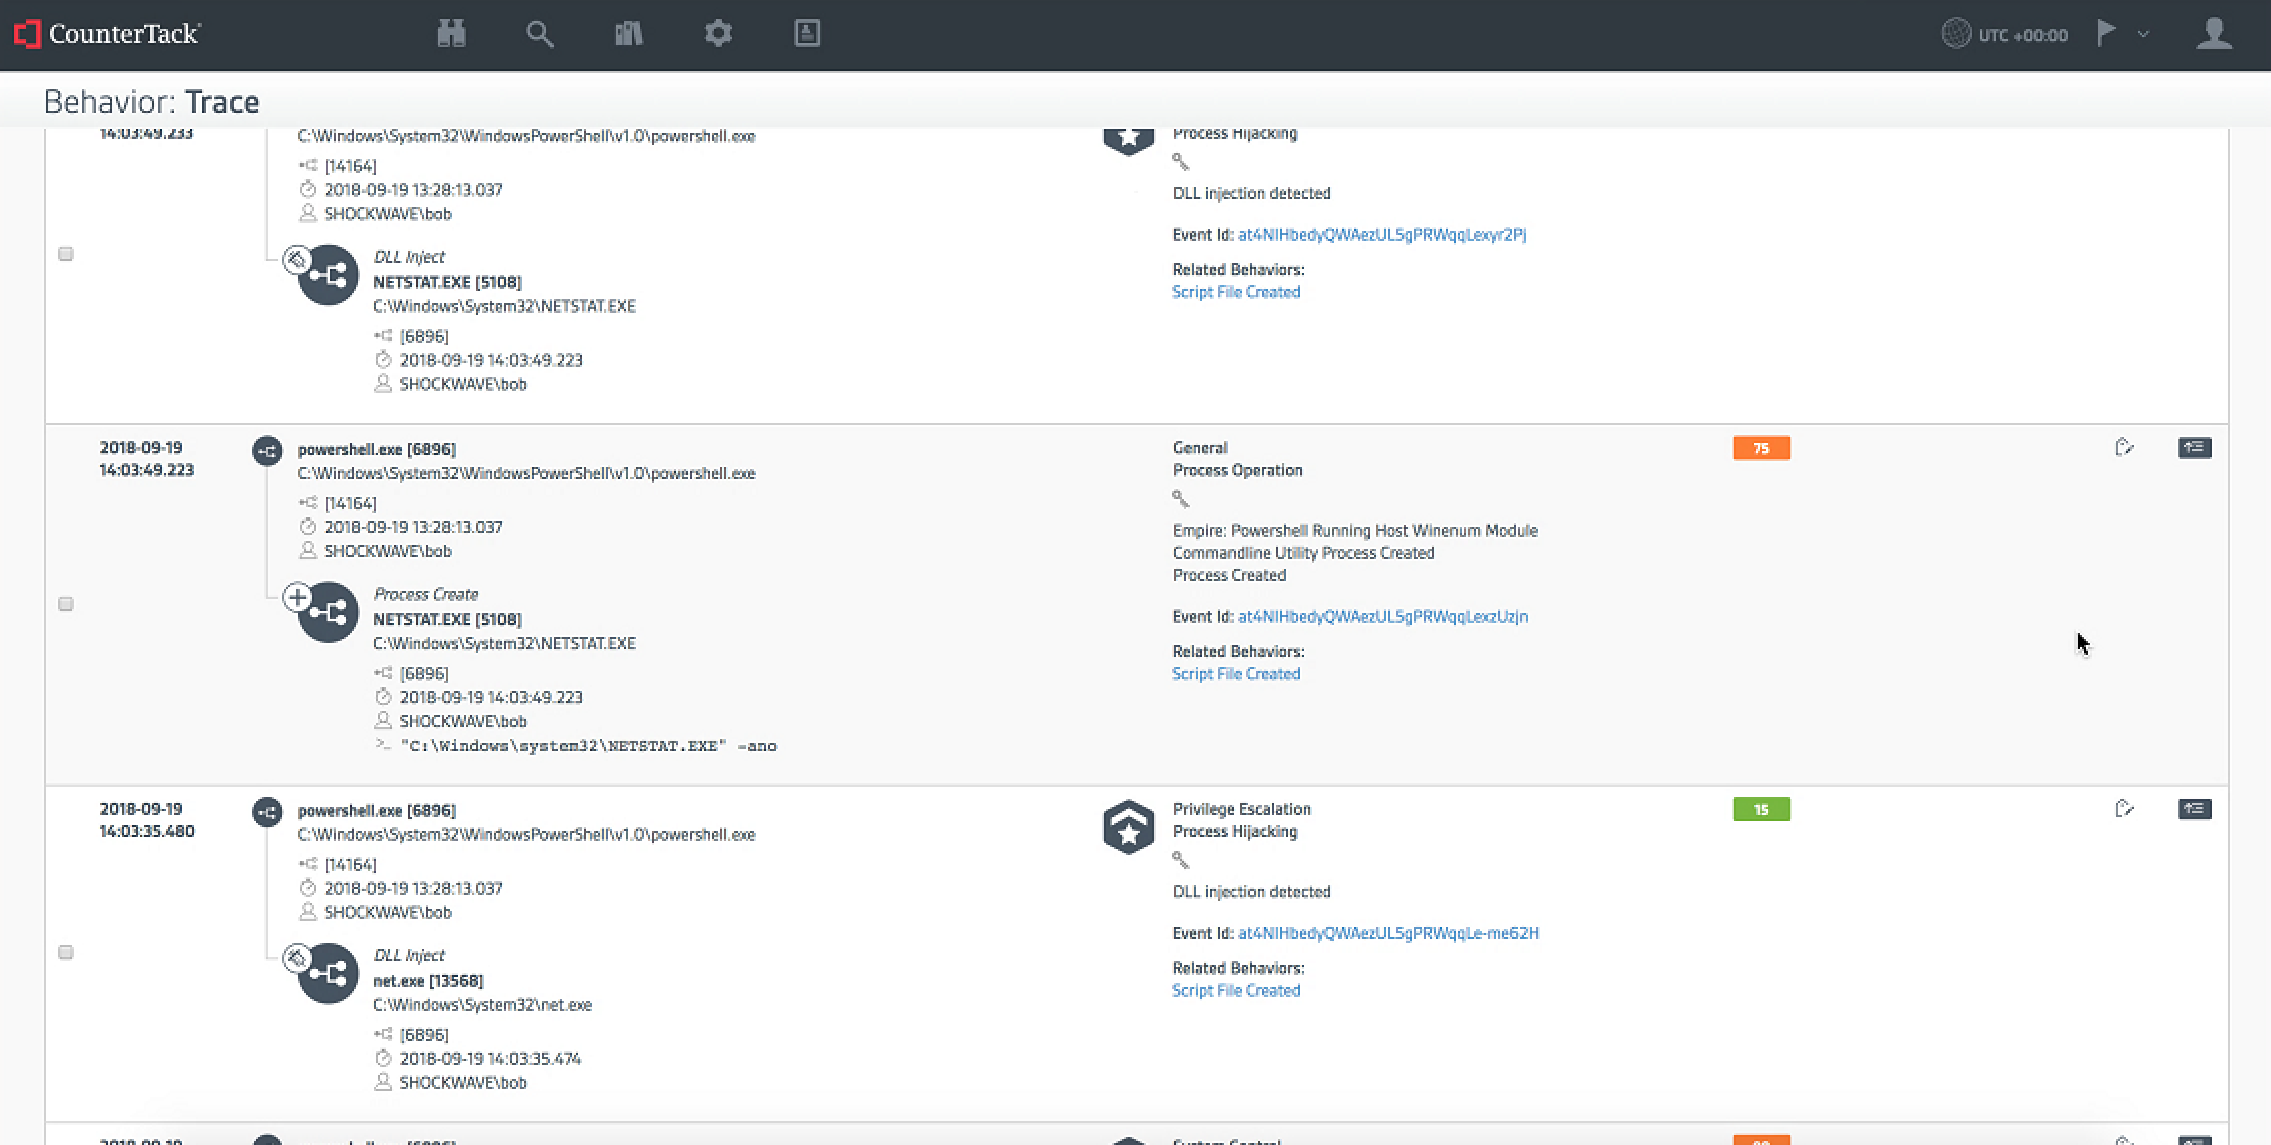 CounterTack
UTC +00:00
Behavior: Trace
14:03:49.233
C:\Windows\System32\WindowsPowerShell\v1.0\powershell.exe
[14164]
2018-09-19 13:28:13.037
SHOCKWAVE\bob
DLL Inject
NETSTAT.EXE [5108]
C:\Windows\System32\NETSTAT.EXE
[6896]
2018-09-19 14:03:49.223
SHOCKWAVE\bob
Process Hijacking
DLL injection detected
Event Id: at4NIHbedyQWAezUL5gPRWqqLexyr2Pj
Related Behaviors:
Script File Created
2018-09-19
14:03:49.223
powershell.exe [6896]
C:\Windows\System32\WindowsPowerShell\v1.0\powershell.exe
[14164]
2018-09-19 13:28:13.037
SHOCKWAVE\bob
Process Create
NETSTAT.EXE [5108]
C:\Windows\System32\NETSTAT.EXE
[6896]
2018-09-19 14:03:49.223
SHOCKWAVE\bob
>_ "C:\Windows\system32\NETSTAT.EXE" -ano
General
Process Operation
Empire: Powershell Running Host Winenum Module
Commandline Utility Process Created
Process Created
Event Id: at4NIHbedyQWAezUL5gPRWqqLexzUzjn
Related Behaviors:
Script File Created
75
2018-09-19
14:03:35.480
powershell.exe [6896]
C:\Windows\System32\WindowsPowerShell\v1.0\powershell.exe
[14164]
2018-09-19 13:28:13.037
SHOCKWAVE\bob
DLL Inject
net.exe [13568]
C:\Windows\System32\net.exe
[6896]
2018-09-19 14:03:35.474
SHOCKWAVE\bob
Privilege Escalation
Process Hijacking
DLL injection detected
Event Id: at4NIHbedyQWAezUL5gPRWqqLe-me62H
Related Behaviors:
Script File Created
15
2018-09-19
powershell.exe [6896]
System Control